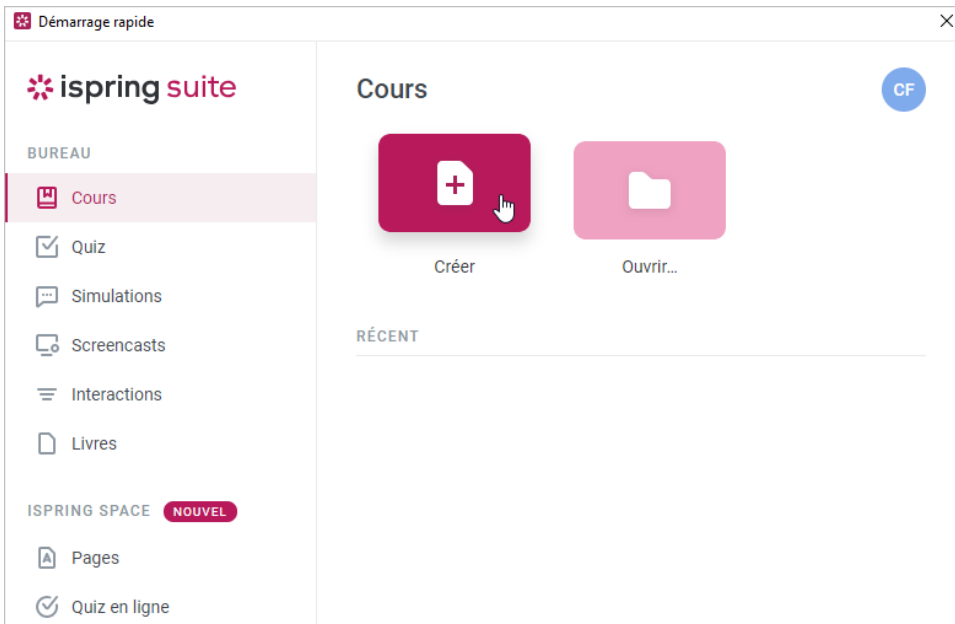 Démarrage rapide
ispring suite
BUREAU
Cours
Quiz
Simulations
Screencasts
Interactions
Livres
ISPRING SPACE NOUVEL
Pages
Quiz en ligne
Cours
CF
Créer
Ouvrir...
RÉCENT